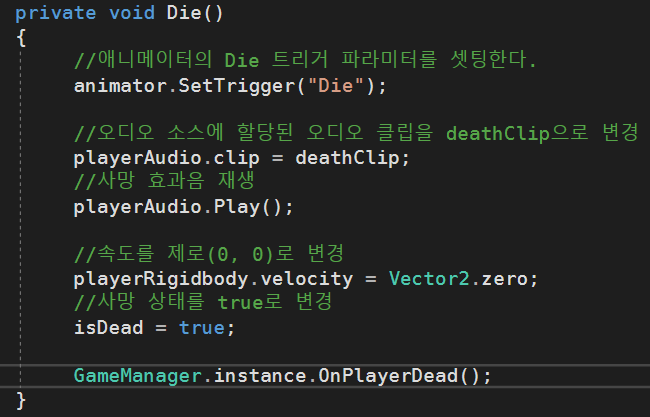 private void Die()
{
//애니메이터의 Die 트리거 파라미터를 셋팅한다.
animator.SetTrigger("Die");
//오디오 소스에 할당된 오디오 클립을 deathClip으로 변경
playerAudio.clip = deathClip;
//사망 효과음 재생
playerAudio.Play();
//속도를 제로(0, 0)로 변경
playerRigidbody.velocity = Vector2.zero;
//사망 상태를 true로 변경
isDead = true;
GameManager.instance.OnPlayerDead();
}